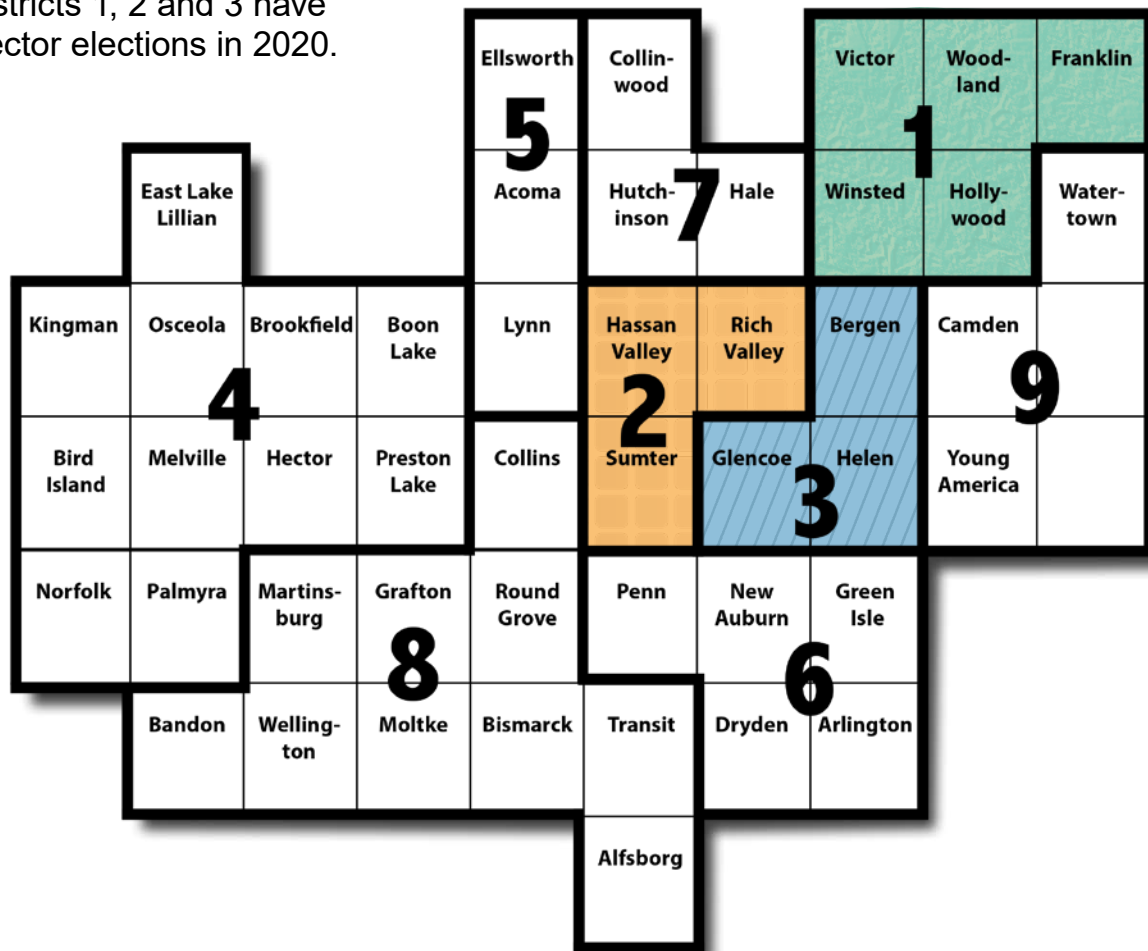 stricts 1, 2 and 3 have
ector elections in 2020.
Ellsworth
Collin-
wood
Victor
Wood-
land
Franklin
5
1
East Lake
Lillian
Acoma
Hutch-
inson
7
Hale
Winsted
Holly-
wood
Water-
town
Kingman
Osceola
Brookfield
Boon
Lake
Lynn
Hassan
Valley
Rich
Valley
Bergen
Camden
4
2
9
Bird
Island
Melville
Hector
Preston
Lake
Collins
Sumter
Glencoe
Helen
Young
America
3
Norfolk
Palmyra
Martins-
burg
Grafton
Round
Grove
Penn
New
Auburn
Green
Isle
8
6
Bandon
Welling-
ton
Moltke
Bismarck
Transit
Dryden
Arlington
Alfsborg